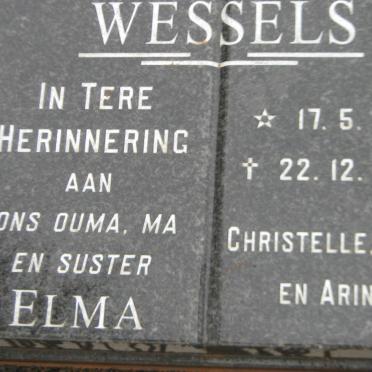 WESSELS
IN TERE
HERINNERING
AAN
ONS OUMA, MA
EN SUSTER
ELMA
☆ 17.5.
† 22.12.
CHRISTELLE,
EN ARIN